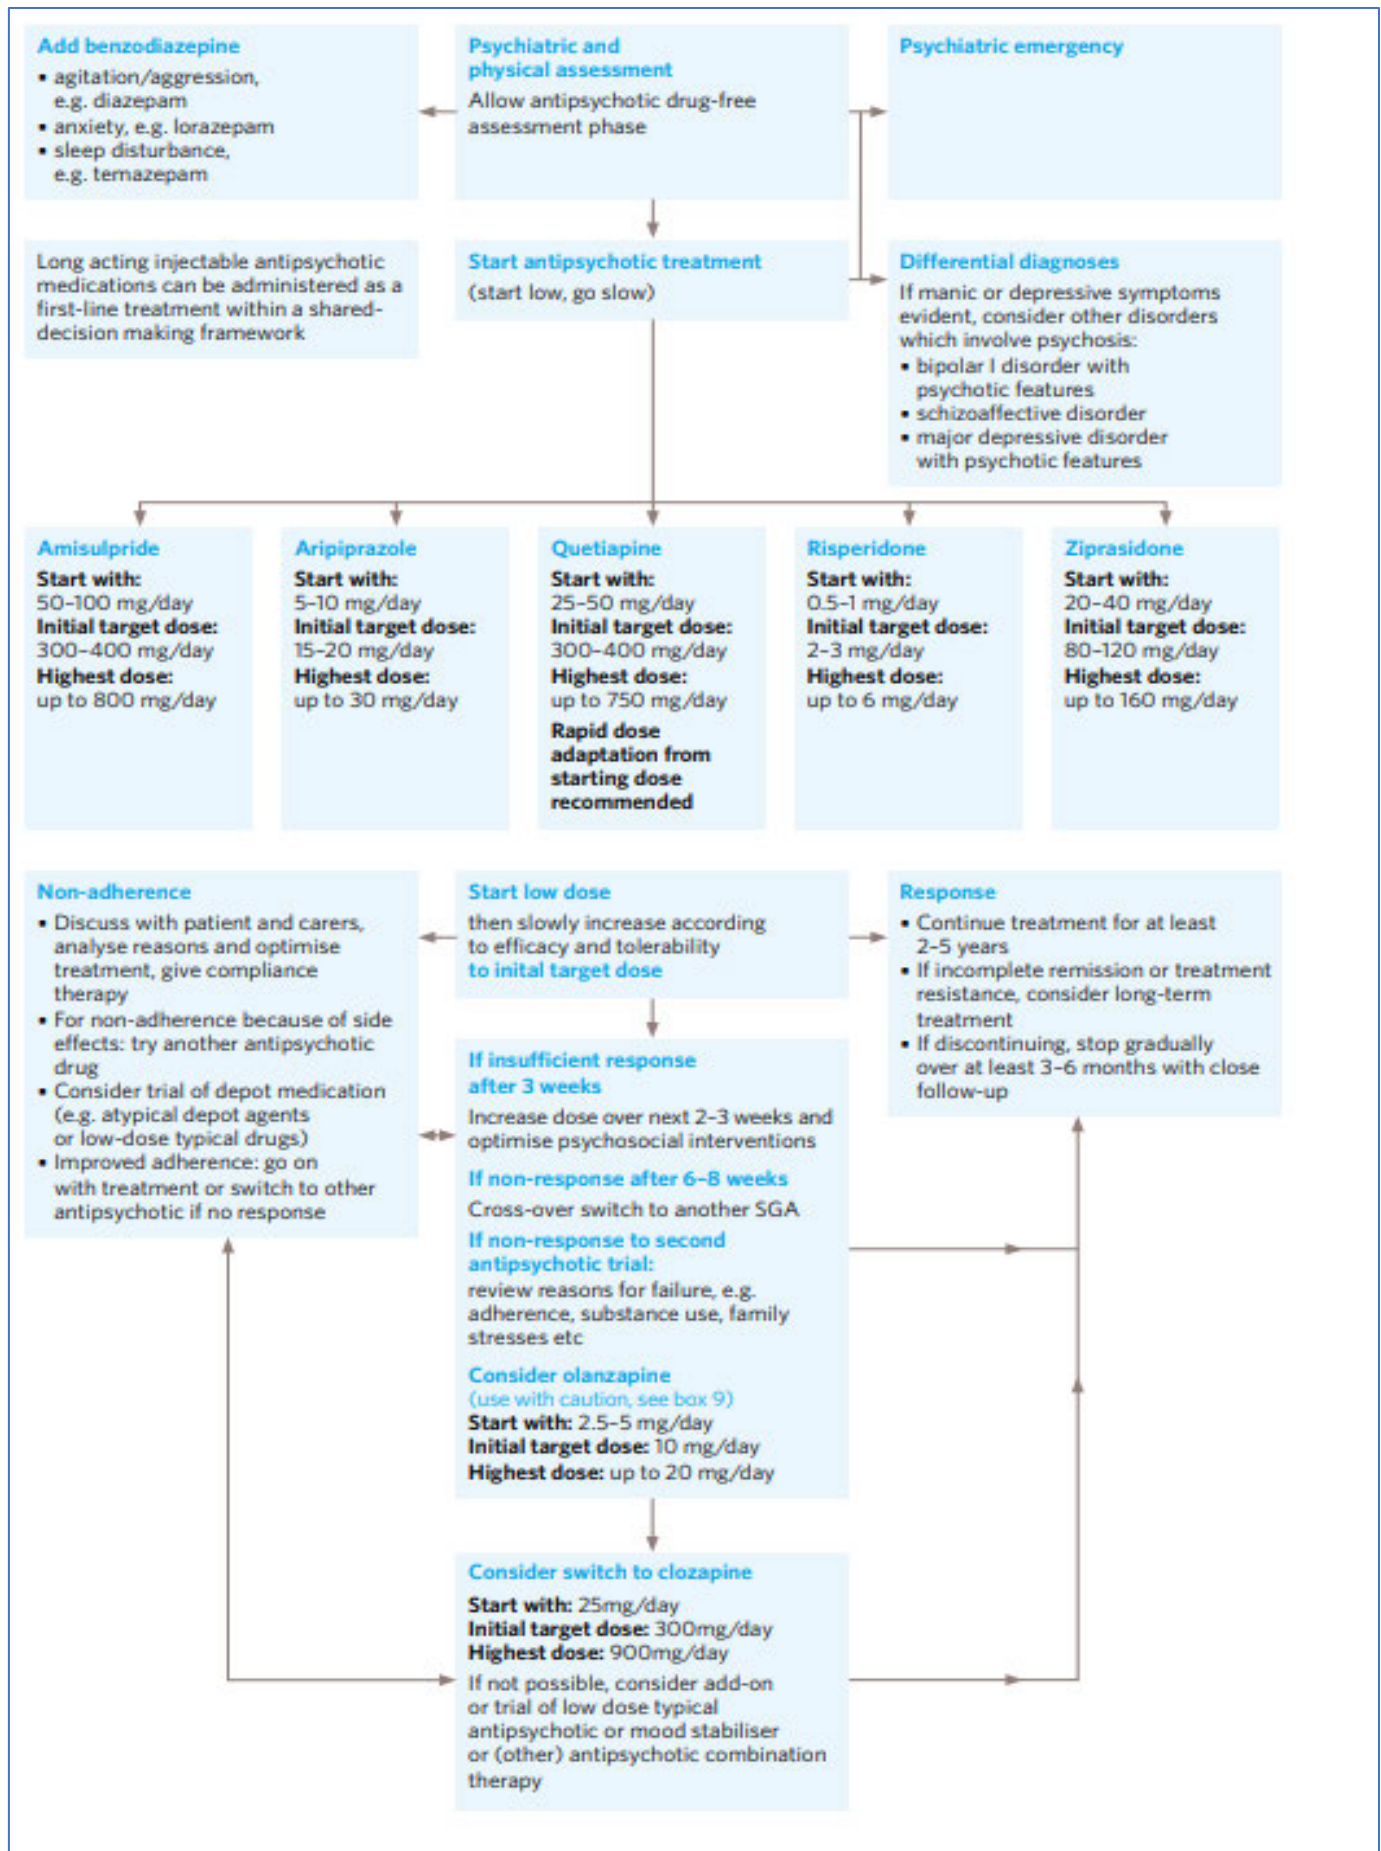 Add benzodiazepine
▪ agitation/aggression,
e.g. diazepam
▪ anxiety, e.g. lorazepam
▪ sleep disturbance,
e.g. temazepam
Psychiatric and
physical assessment
Allow antipsychotic drug-free
assessment phase
Psychiatric emergency
Long acting injectable antipsychotic
medications can be administered as a
first-line treatment within a shared-
decision making framework
Start antipsychotic treatment
(start low, go slow)
Differential diagnoses
If manic or depressive symptoms
evident, consider other disorders
which involve psychosis:
▪ bipolar I disorder with
psychotic features
▪ schizoaffective disorder
▪ major depressive disorder
with psychotic features
Amisulpride
Start with:
50–100 mg/day
Initial target dose:
300–400 mg/day
Highest dose:
up to 800 mg/day
Aripiprazole
Start with:
5–10 mg/day
Initial target dose:
15–20 mg/day
Highest dose:
up to 30 mg/day
Quetiapine
Start with:
25–50 mg/day
Initial target dose:
300–400 mg/day
Highest dose:
up to 750 mg/day
Rapid dose
adaptation from
starting dose
recommended
Risperidone
Start with:
0.5–1 mg/day
Initial target dose:
2–3 mg/day
Highest dose:
up to 6 mg/day
Ziprasidone
Start with:
20–40 mg/day
Initial target dose:
80–120 mg/day
Highest dose:
up to 160 mg/day
Non-adherence
▪ Discuss with patient and carers,
analyse reasons and optimise
treatment, give compliance
therapy
▪ For non-adherence because of side
effects: try another antipsychotic
drug
▪ Consider trial of depot medication
(e.g. atypical depot agents
or low-dose typical drugs)
▪ Improved adherence: go on
with treatment or switch to other
antipsychotic if no response
Start low dose
then slowly increase according
to efficacy and tolerability
to inital target dose
Response
▪ Continue treatment for at least
2–5 years
▪ If incomplete remission or treatment
resistance, consider long-term
treatment
▪ If discontinuing, stop gradually
over at least 3–6 months with close
follow-up
If insufficient response
after 3 weeks
Increase dose over next 2–3 weeks and
optimise psychosocial interventions
If non-response after 6–8 weeks
Cross-over switch to another SGA
If non-response to second
antipsychotic trial:
review reasons for failure, e.g.
adherence, substance use, family
stresses etc
Consider olanzapine
(use with caution, see box 9)
Start with: 2.5–5 mg/day
Initial target dose: 10 mg/day
Highest dose: up to 20 mg/day
Consider switch to clozapine
Start with: 25mg/day
Initial target dose: 300mg/day
Highest dose: 900mg/day
If not possible, consider add-on
or trial of low dose typical
antipsychotic or mood stabiliser
or (other) antipsychotic combination
therapy